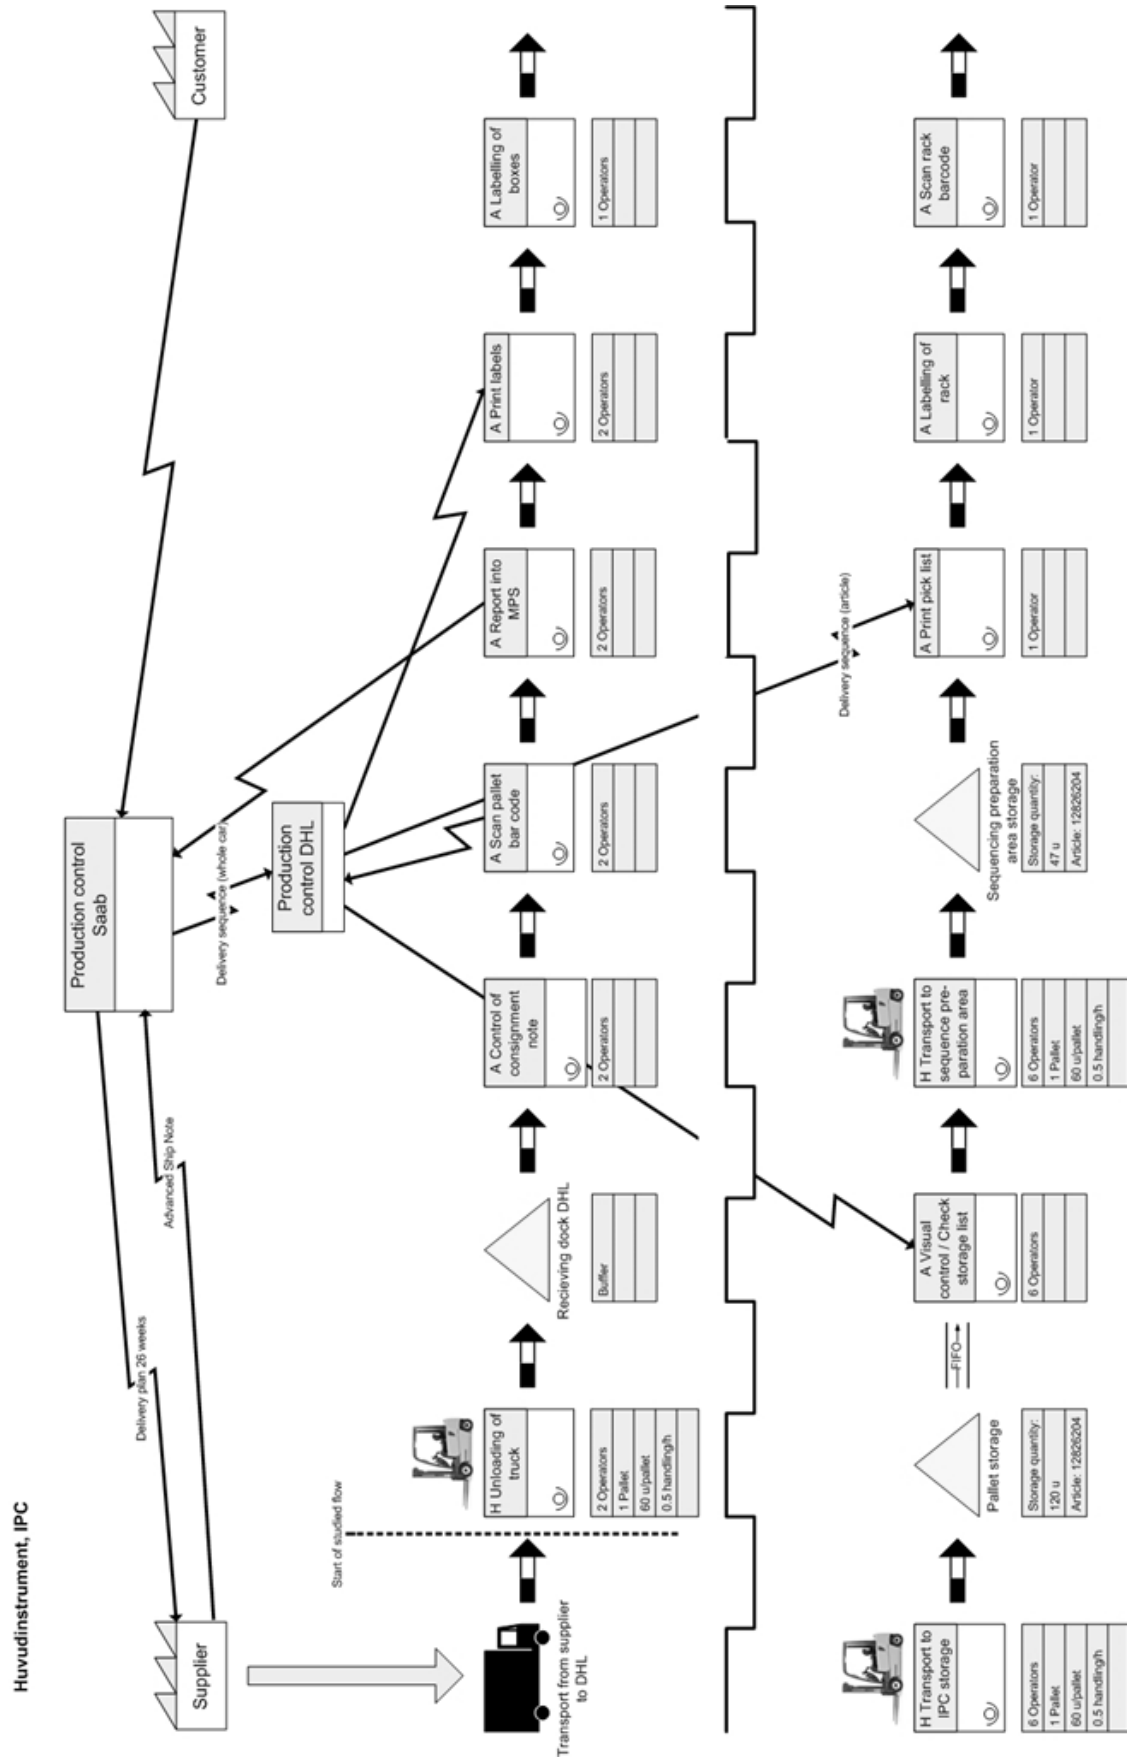 Huvudinstrument, IPC
Supplier
Delivery plan 26 weeks
Advanced Ship Note
Production control
Saab
Customer
Delivery sequence (whole car)
Production
control DHL
Start of studied flow
Transport from supplier
to DHL
H Unloading of
truck
2 Operators
1 Pallet
60 u/pallet
0.5 handling/h
Recieving dock DHL
Buffer
A Control of
consignment
note
2 Operators
A Scan pallet
bar code
2 Operators
A Report into
MPS
2 Operators
A Print labels
2 Operators
A Labelling of
boxes
1 Operators
H Transport to
IPC storage
6 Operators
1 Pallet
60 u/pallet
0.5 handling/h
Pallet storage
Storage quantity:
120 u
Article: 12826204
FIFO
A Visual
control / Check
storage list
6 Operators
H Transport to
sequence pre-
paration area
6 Operators
1 Pallet
60 u/pallet
0.5 handling/h
Sequencing preparation
area storage
Storage quantity:
47 u
Article: 12826204
Delivery sequence (article)
A Print pick list
1 Operator
A Labelling of
rack
1 Operator
A Scan rack
barcode
1 Operator